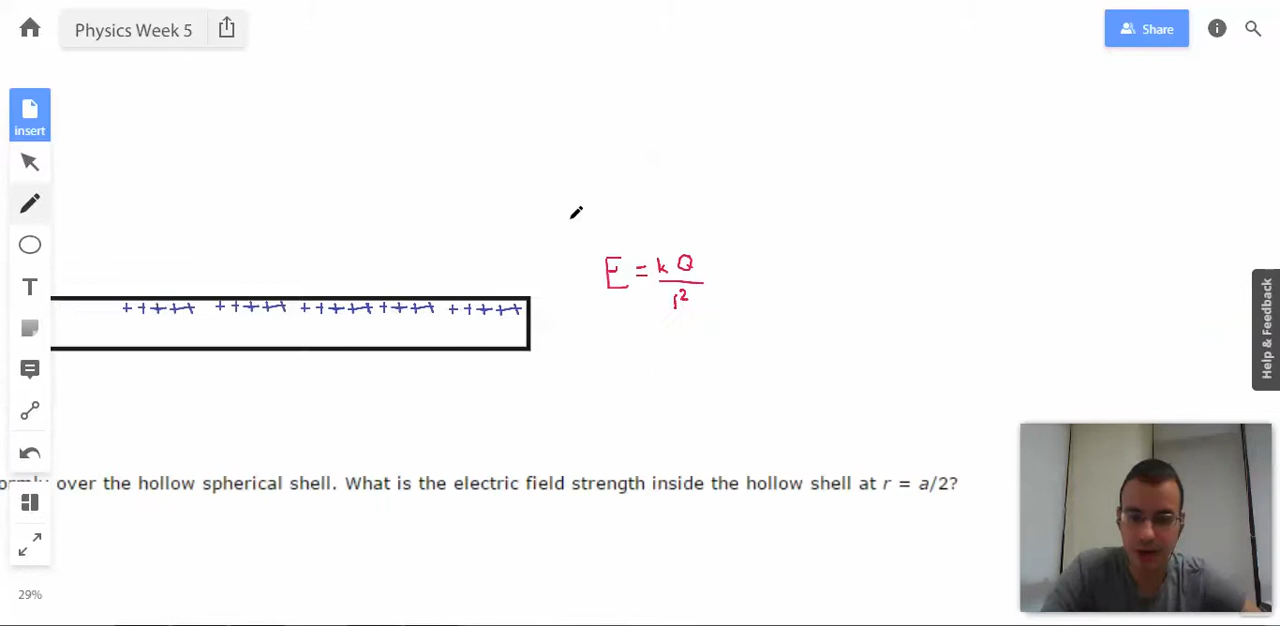 Physics Week 5
Share
insert
T
E = kQ
r²
+++++ +++++ +++++++++ +++++
Help & Feedback
over the hollow spherical shell. What is the electric field strength inside the hollow shell at r = a/2?
29%